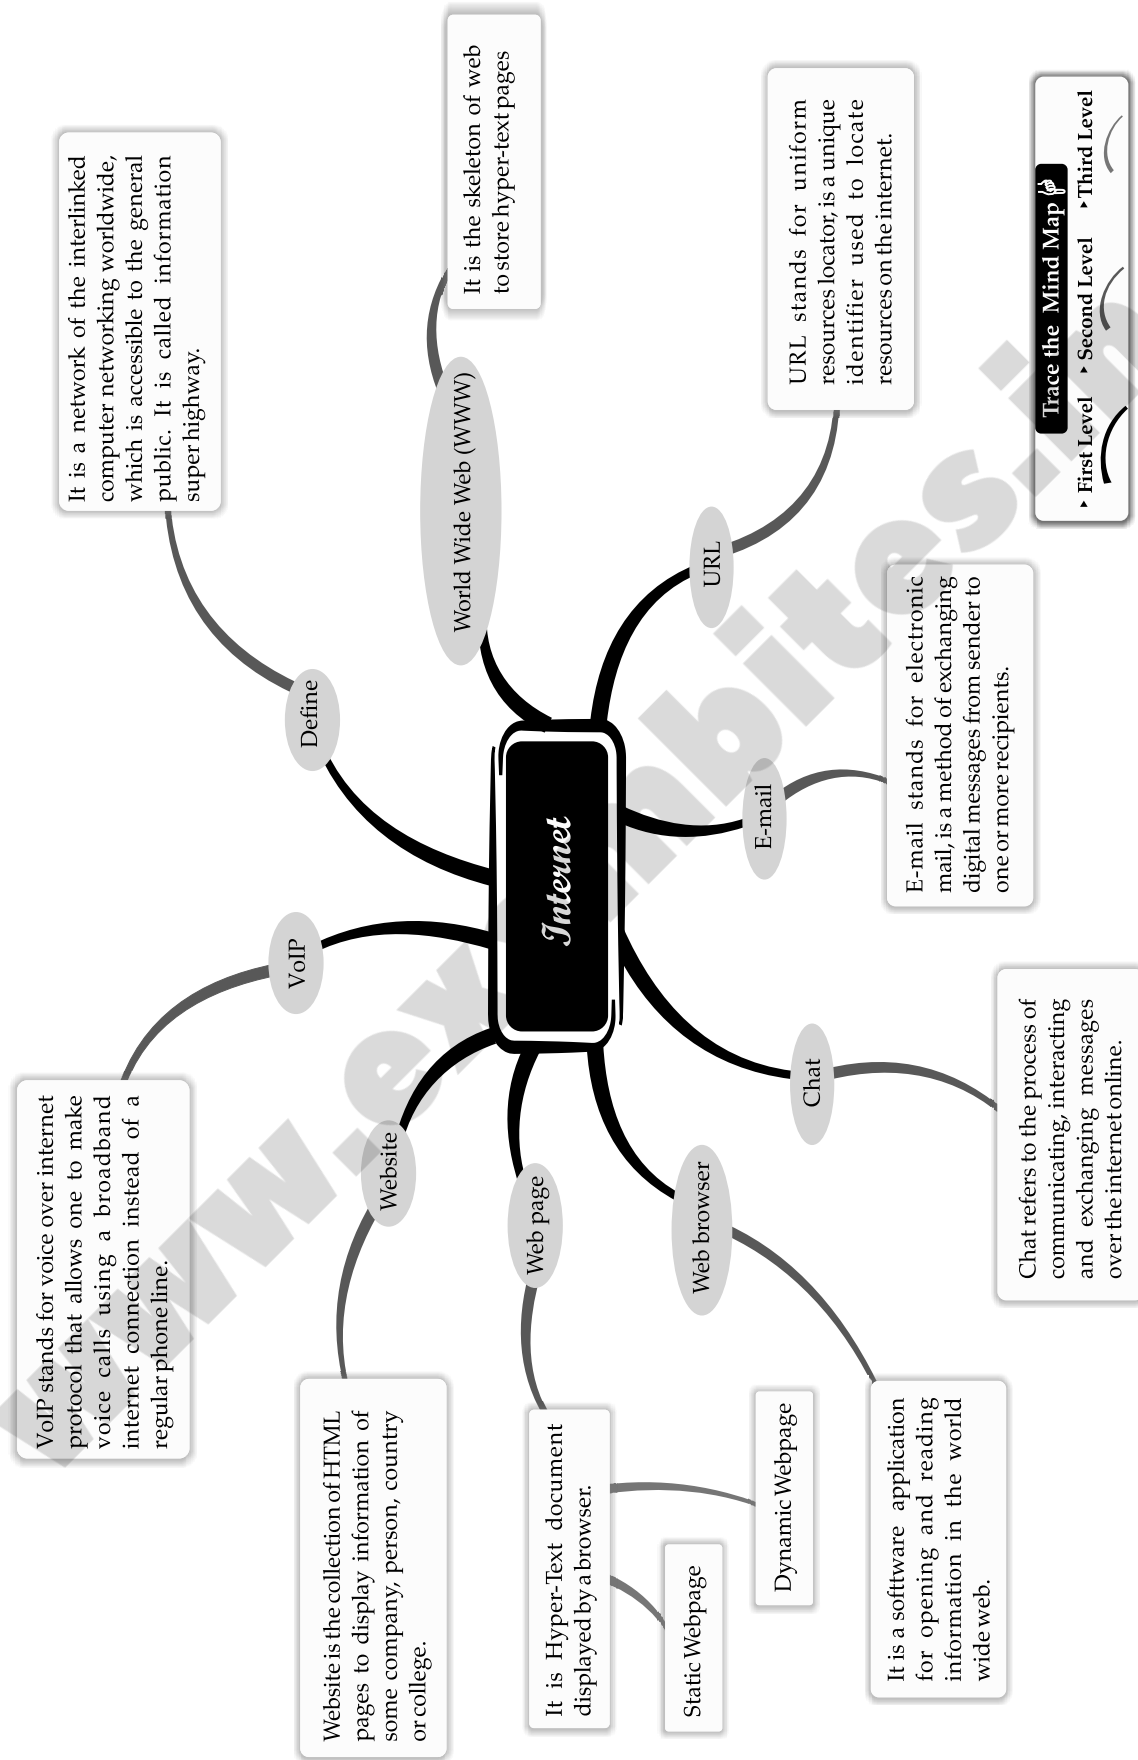 It is a network of the interlinked
computer networking worldwide,
which is accessible to the general
public. It is called information
super highway.
It is the skeleton of web
to store hyper-text pages
URL stands for uniform
resources locator, is a unique
identifier used to locate
resources on the internet.
Trace the Mind Map
First Level
Second Level
Third Level
World Wide Web (WWW)
URL
Define
E-mail stands for electronic
mail, is a method of exchanging
digital messages from sender to
one or more recipients.
E-mail
Internet
VoIP
VoIP stands for voice over internet
protocol that allows one to make
voice calls using a broadband
internet connection instead of a
regular phone line.
Website
Web page
Web browser
Chat
Chat refers to the process of
communicating, interacting
and exchanging messages
over the internet online.
Website is the collection of HTML
pages to display information of
some company, person, country
or college.
It is Hyper-Text document
displayed by a browser.
Static Webpage
Dynamic Webpage
It is a softtware application
for opening and reading
information in the world
wide web.
www.exambites.in